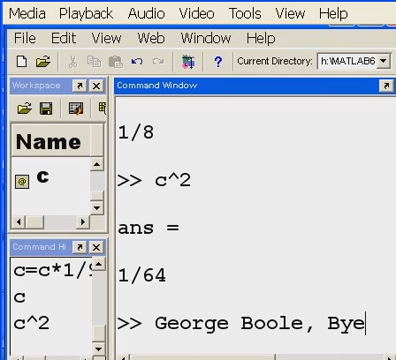 Media Playback Audio Video Tools View Help
File Edit View Web Window Help
Current Directory: h:\MATLAB6
Workspace
Command Window
Name
c
1/8
>> c^2
ans =
1/64
>> George Boole, Bye
Command Hi
c=c*1/9
c
c^2